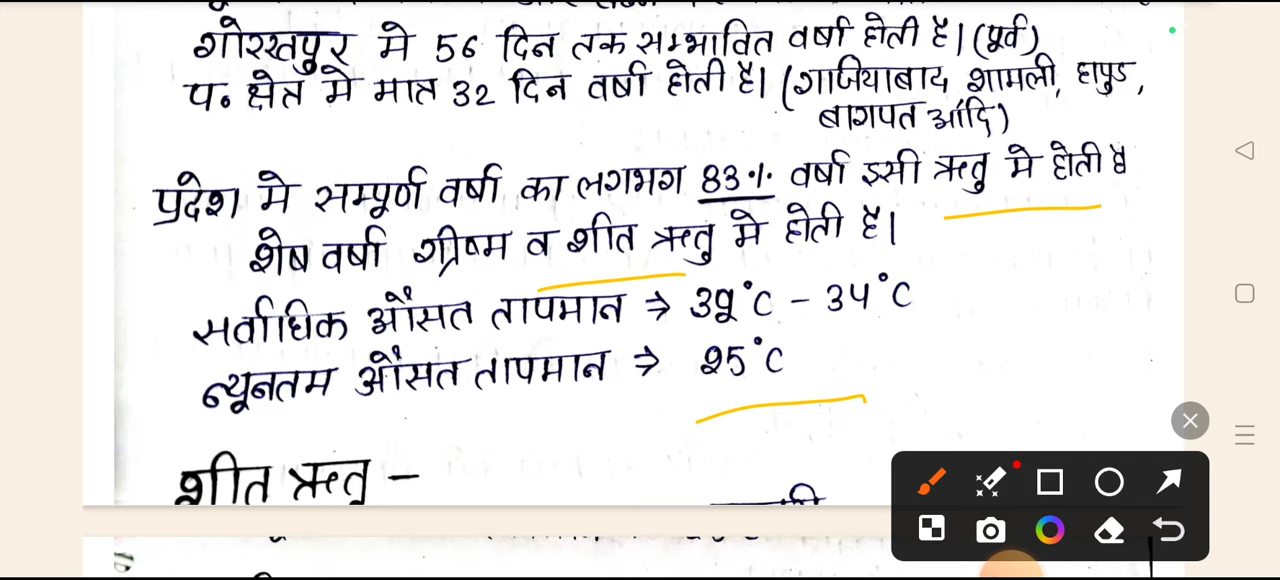 गोरखपुर मे 56 दिन तक सम्भावित वर्षा होती है। (पूर्व)
प॰ क्षेत मे मात 32 दिन वर्षा होती है। (गाजियाबाद, शामली, हापुड,
बागपत आदि)
प्रदेश मे सम्पूर्ण वर्षा का लगभग 83% वर्षा इसी ऋतु मे होती है
शेष वर्षा ग्रीष्म व शीत ऋतु मे होती है।
सर्वाधिक औसत तापमान → 32°C - 34°C
न्यूनतम औसत तापमान → 25°C
शीत ऋतु -